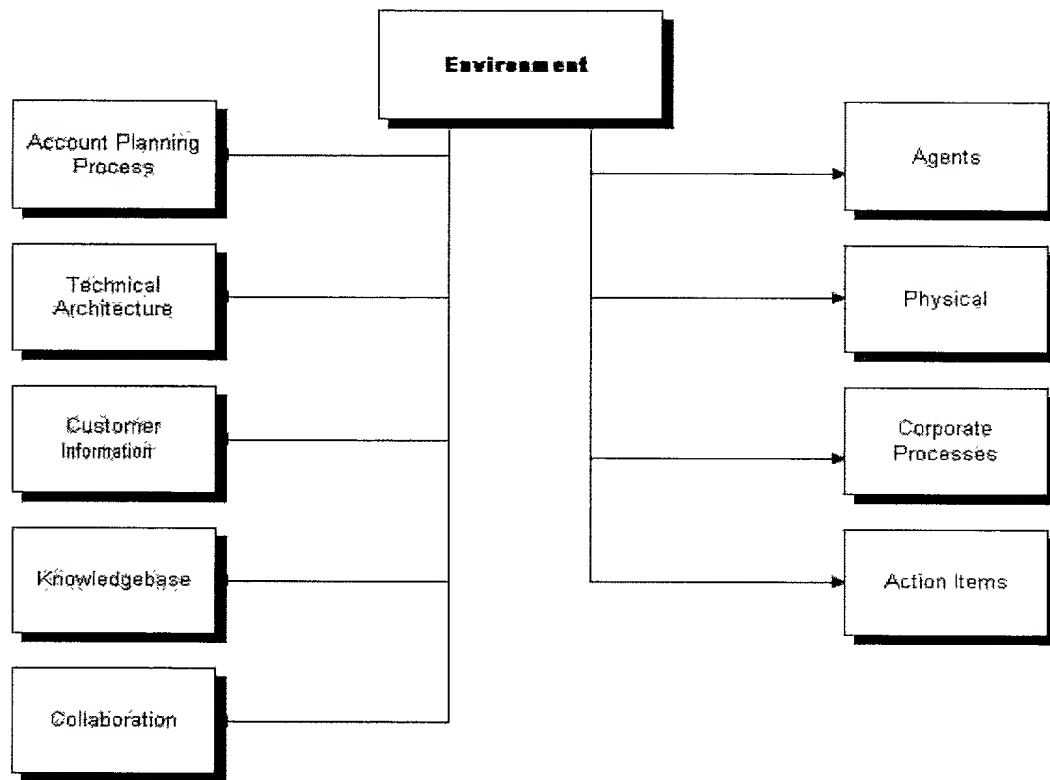 Environment
Account Planning
Process
Technical
Architecture
Customer
Information
Knowledgebase
Collaboration
Agents
Physical
Corporate
Processes
Action Items